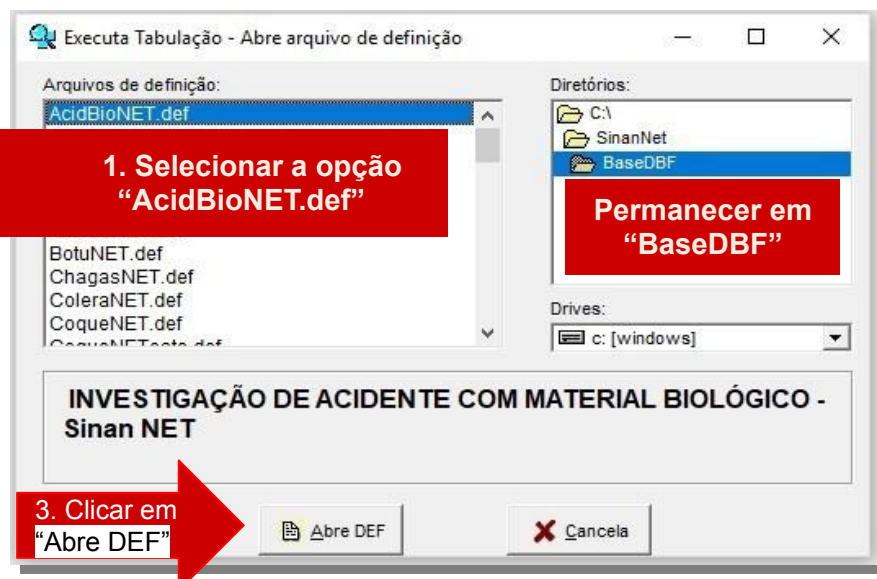 Executa Tabulação - Abre arquivo de definição
Arquivos de definição:
AcidBioNET.def
1. Selecionar a opção
“AcidBioNET.def”
BotuNET.def
ChagasNET.def
ColeraNET.def
CoqueNET.def
Diretórios:
C:\
SinanNet
BaseDBF
Permanecer em
“BaseDBF”
Drives:
c: [windows]
INVESTIGAÇÃO DE ACIDENTE COM MATERIAL BIOLÓGICO -
Sinan NET
3. Clicar em
“Abre DEF”
Abre DEF
Cancela